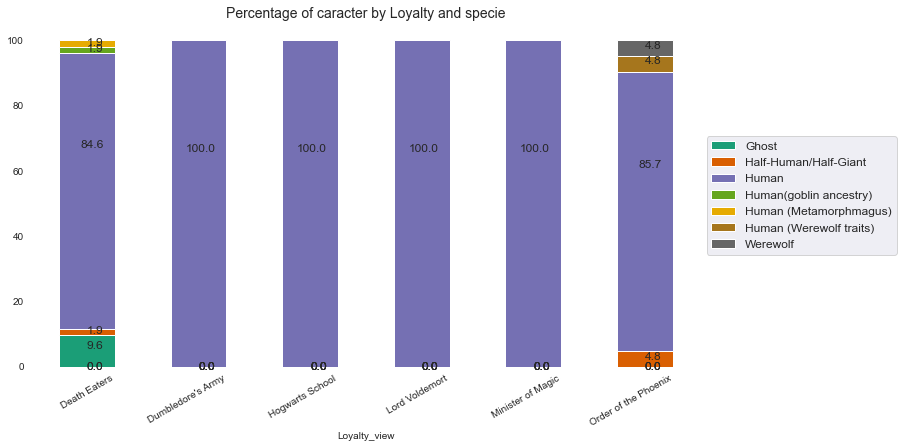 Percentage of caracter by Loyalty and specie
100
80
60
40
20
0
1.9
1.9
84.6
1.9
9.6
0.0
100.0
0.0
100.0
0.0
100.0
0.0
100.0
0.0
4.8
4.8
85.7
4.8
0.0
Death Eaters
Dumbledore's Army
Hogwarts School
Lord Voldemort
Minister of Magic
Order of the Phoenix
Loyalty_view
Ghost
Half-Human/Half-Giant
Human
Human(goblin ancestry)
Human (Metamorphmagus)
Human (Werewolf traits)
Werewolf